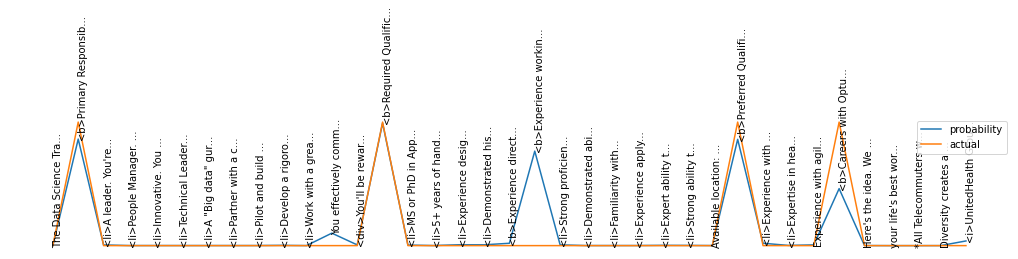 The Data Science Tra...
<b>Primary Responsib...
<li>A leader. You're...
<li>People Manager...
<li>Innovative. You ...
<li>Technical Leader...
<li>A "Big data" gur...
<li>Partner with a c...
<li>Pilot and build ...
<li>Develop a rigoro...
<li>Work with a grea...
You effectively comm...
<div>You'll be rewar...
<b>Required Qualific...
<li>MS or PhD in App...
<li>5+ years of hand...
<li>Experience desig...
<li>Demonstrated his...
<b>Experience direct...
<b>Experience workin...
<li>Strong proficien...
<li>Demonstrated abi...
<li>Familiarity with...
<li>Experience apply...
<li>Expert ability t...
<li>Strong ability t...
Available location: ...
<b>Preferred Qualifi...
<li>Experience with ...
<li>Expertise in hea...
Experience with agil...
<b>Careers with Optu...
Here's the idea. We ...
your life's best wor...
*All Telecommuters
Diversity creates a
<i>UnitedHealth
probability
actual